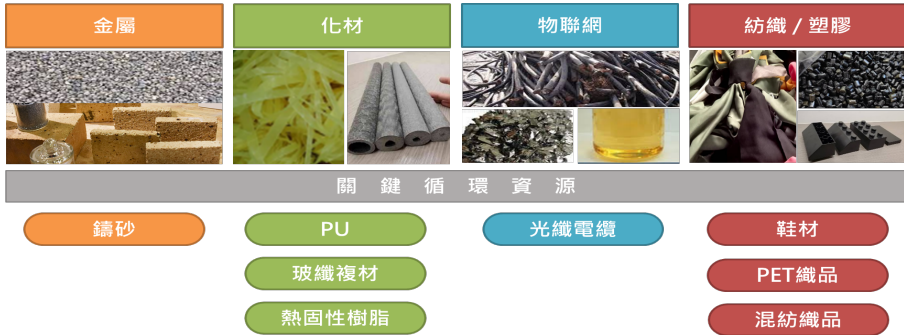 金屬
化材
物聯網
紡織 / 塑膠
關鍵循環資源
鑄砂
PU
光纖電纜
鞋材
玻纖複材
PET織品
熱固性樹脂
混紡織品